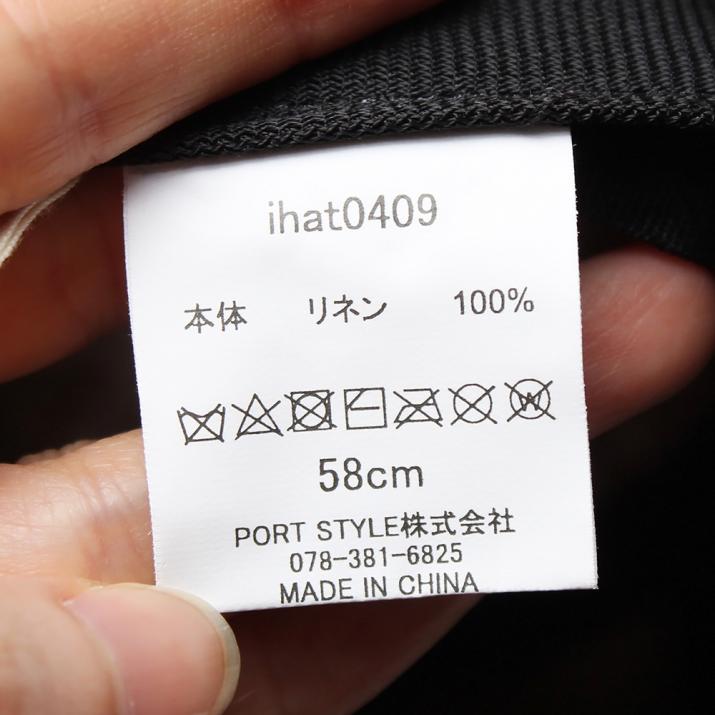 ihat0409
本体 リネン 100%
W
58cm
PORT STYLE株式会社
078-381-6825
MADE IN CHINA